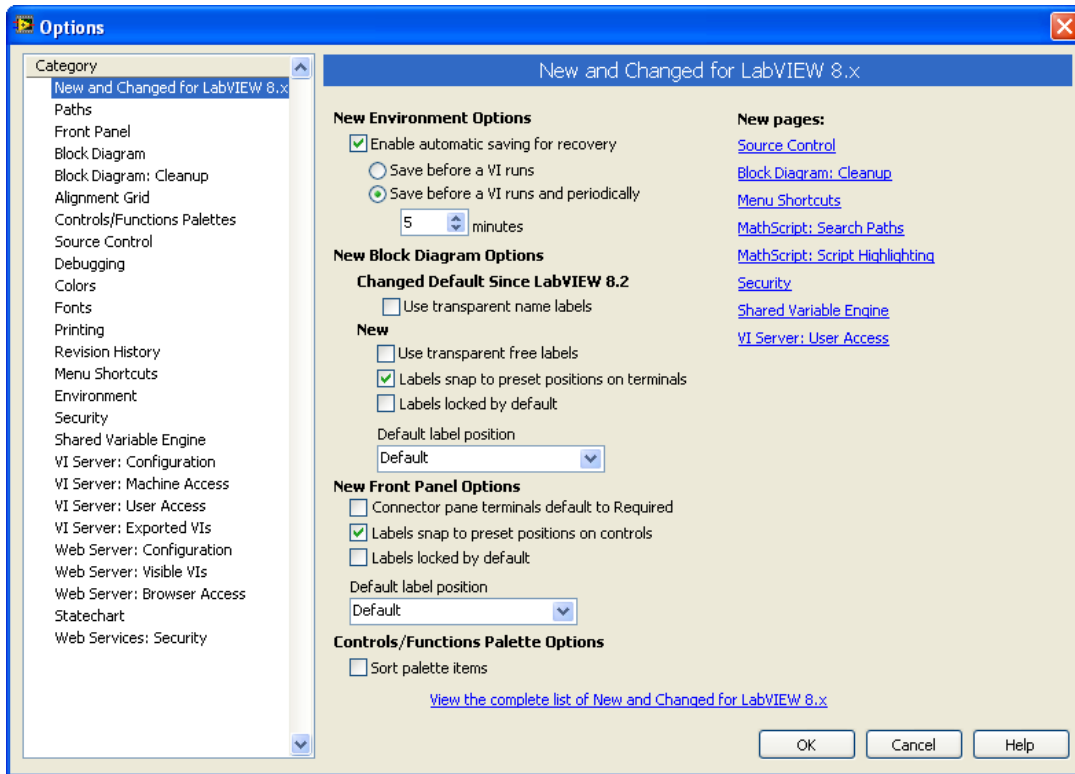 Options
Category
New and Changed for LabVIEW 8.x
Paths
Front Panel
Block Diagram
Block Diagram: Cleanup
Alignment Grid
Controls/Functions Palettes
Source Control
Debugging
Colors
Fonts
Printing
Revision History
Menu Shortcuts
Environment
Security
Shared Variable Engine
VI Server: Configuration
VI Server: Machine Access
VI Server: User Access
VI Server: Exported VIs
Web Server: Configuration
Web Server: Visible VIs
Web Server: Browser Access
Statechart
Web Services: Security
New and Changed for LabVIEW 8.x
New Environment Options
Enable automatic saving for recovery
Save before a VI runs
Save before a VI runs and periodically
5 minutes
New Block Diagram Options
Changed Default Since LabVIEW 8.2
Use transparent name labels
New
Use transparent free labels
Labels snap to preset positions on terminals
Labels locked by default
Default label position
Default
New Front Panel Options
Connector pane terminals default to Required
Labels snap to preset positions on controls
Labels locked by default
Default label position
Default
Controls/Functions Palette Options
Sort palette items
New pages:
Source Control
Block Diagram: Cleanup
Menu Shortcuts
MathScript: Search Paths
MathScript: Script Highlighting
Security
Shared Variable Engine
VI Server: User Access
View the complete list of New and Changed for LabVIEW 8.x
OK Cancel Help